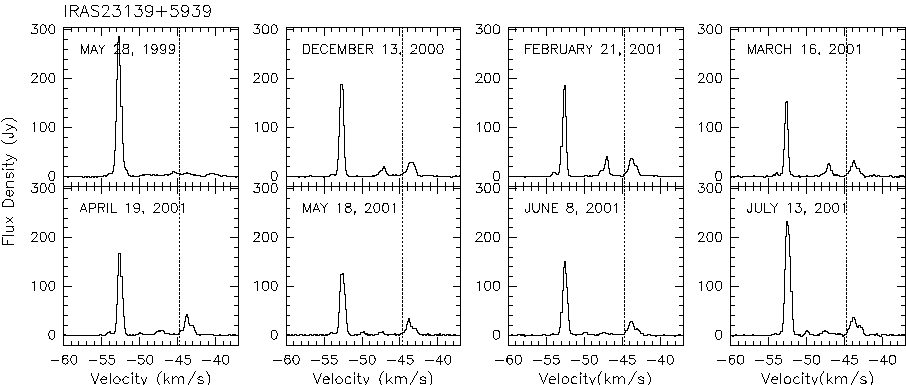 IRAS23139+5939
300 300 300 300
MAY 28, 1999 DECEMBER 13, 2000 FEBRUARY 21, 2001 MARCH 16, 2001
200 200 200 200
100 100 100 100
0 0 0 0
300 300 300 300
APRIL 19, 2001 MAY 18, 2001 JUNE 8, 2001 JULY 13, 2001
200 200 200 200
100 100 100 100
0 0 0 0
Flux Density (Jy)
−60 −55 −50 −45 −40 −60 −55 −50 −45 −40 −60 −55 −50 −45 −40 −60 −55 −50 −45 −40
Velocity (km/s) Velocity (km/s) Velocity(km/s) Velocity(km/s)